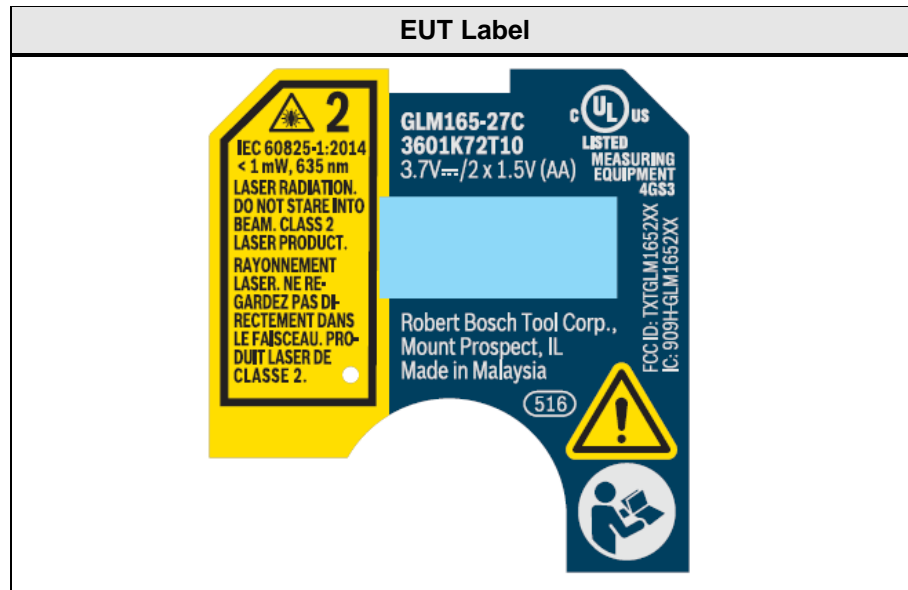 EUT Label
2
IEC 60825-1:2014
< 1 mW, 635 nm
LASER RADIATION.
DO NOT STARE INTO
BEAM. CLASS 2
LASER PRODUCT.
RAYONNEMENT
LASER. NE RE-
GARDEZ PAS DI-
RECTEMENT DANS
LE FAISCEAU. PRO-
DUIT LASER DE
CLASSE 2.
GLM165-27C
3601K72T10
3.7V⎓/2 x 1.5V (AA)
C UL US
LISTED
MEASURING
EQUIPMENT
4GS3
Robert Bosch Tool Corp.,
Mount Prospect, IL
Made in Malaysia
516
FCC ID: TXTGLM1652XX
IC: 909H-GLM1652XX